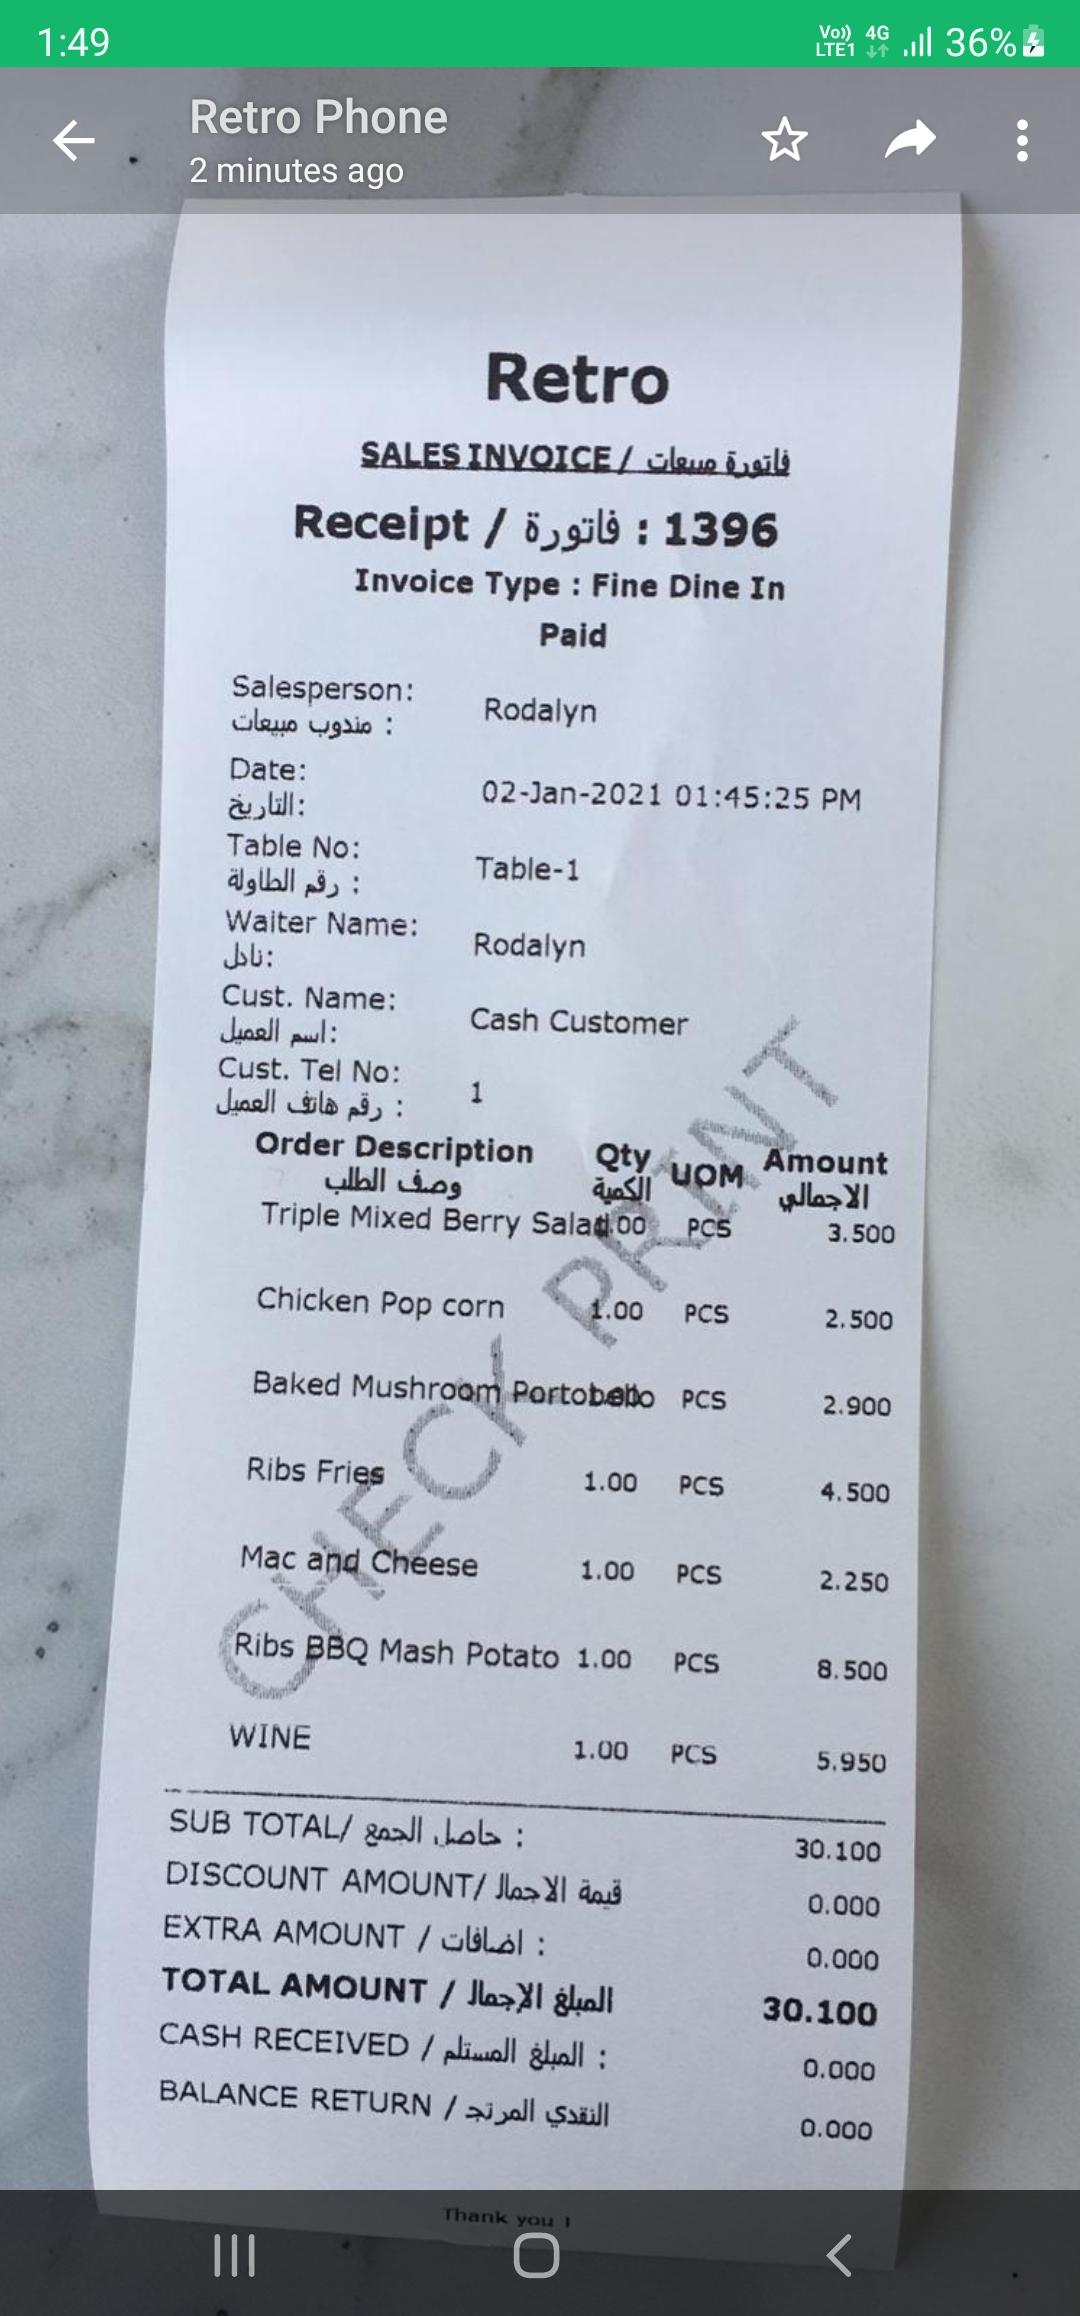 1:49
Vo)) LTE1 4G 36%
Retro Phone
2 minutes ago
Retro
SALES INVOICE / فاتورة مبيعات
Receipt / فاتورة : 1396
Invoice Type : Fine Dine In
Paid
Salesperson: Rodalyn
مندوب مبيعات :
Date: 02-Jan-2021 01:45:25 PM
التاريخ:
Table No: Table-1
رقم الطاولة :
Waiter Name: Rodalyn
نادل:
Cust. Name: Cash Customer
اسم العميل:
Cust. Tel No: 1
رقم هاتف العميل :
Order Description Qty UOM Amount
وصف الطلب الكمية الاجمالي
Triple Mixed Berry Salad .00 PCS 3.500
Chicken Pop corn 1.00 PCS 2.500
Baked Mushroom Portobello PCS 2.900
Ribs Fries 1.00 PCS 4.500
Mac and Cheese 1.00 PCS 2.250
Ribs BBQ Mash Potato 1.00 PCS 8.500
WINE 1.00 PCS 5.950
CHECK PRINT
SUB TOTAL/ حاصل الجمع : 30.100
DISCOUNT AMOUNT/ قيمة الاجمال 0.000
EXTRA AMOUNT / اضافات : 0.000
TOTAL AMOUNT / المبلغ الإجمال 30.100
CASH RECEIVED / المبلغ المستلم : 0.000
BALANCE RETURN / النقدي المرتج 0.000
Thank you !